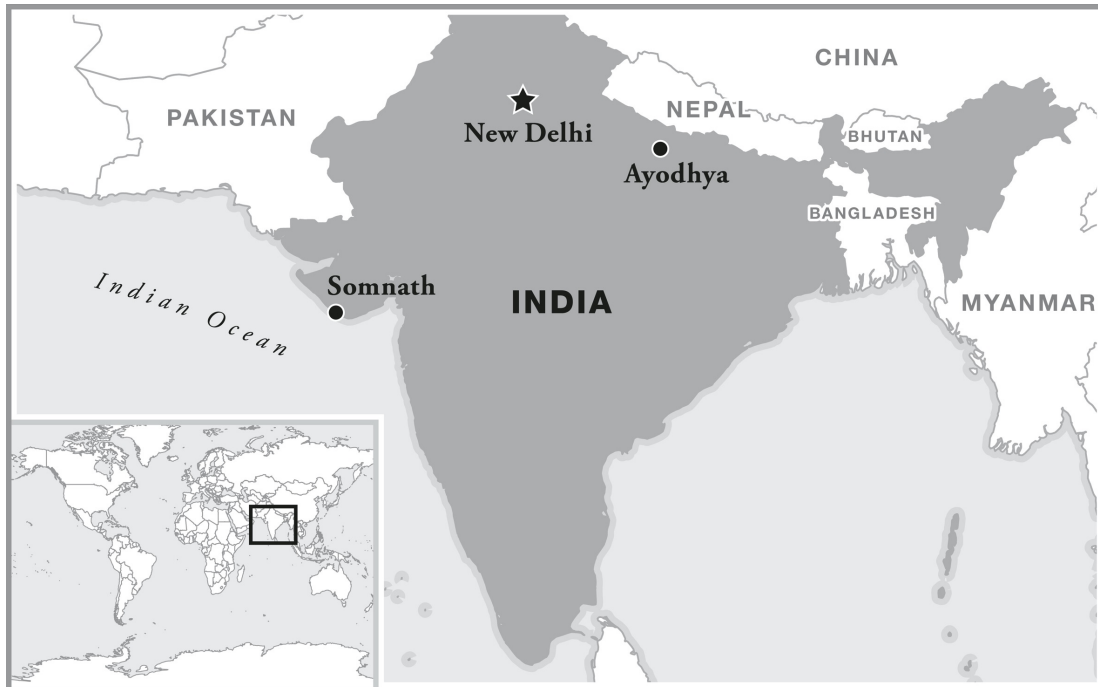 CHINA
PAKISTAN
NEPAL
New Delhi
BHUTAN
Ayodhya
BANGLADESH
Somnath
Indian Ocean
INDIA
MYANMAR